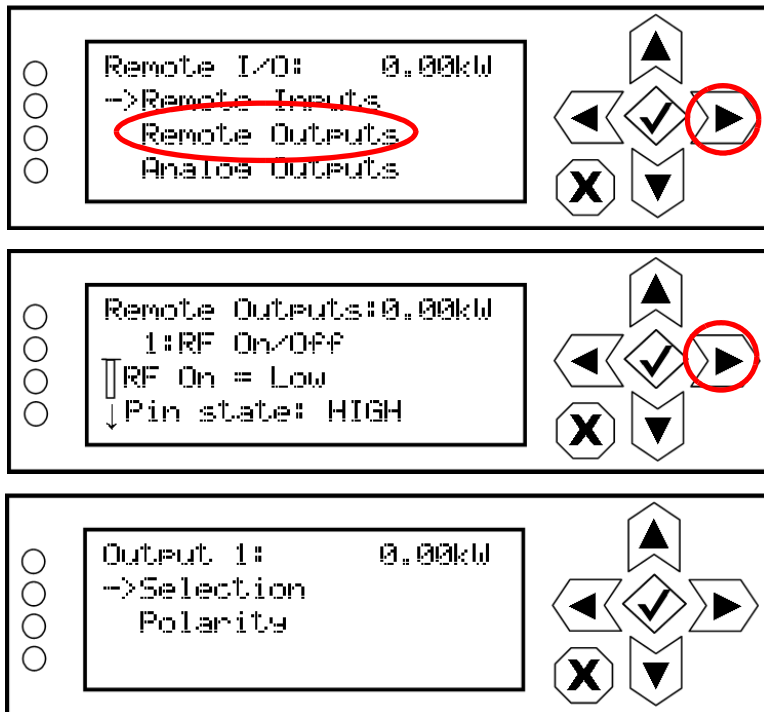 Remote I/O: 0.00kW
->Remote Inputs
Remote Outputs
Analog Outputs
X
Remote Outputs:0.00kW
1:RF On/Off
RF On = Low
↓Pin state: HIGH
X
Output 1: 0.00kW
->Selection
Polarity
X